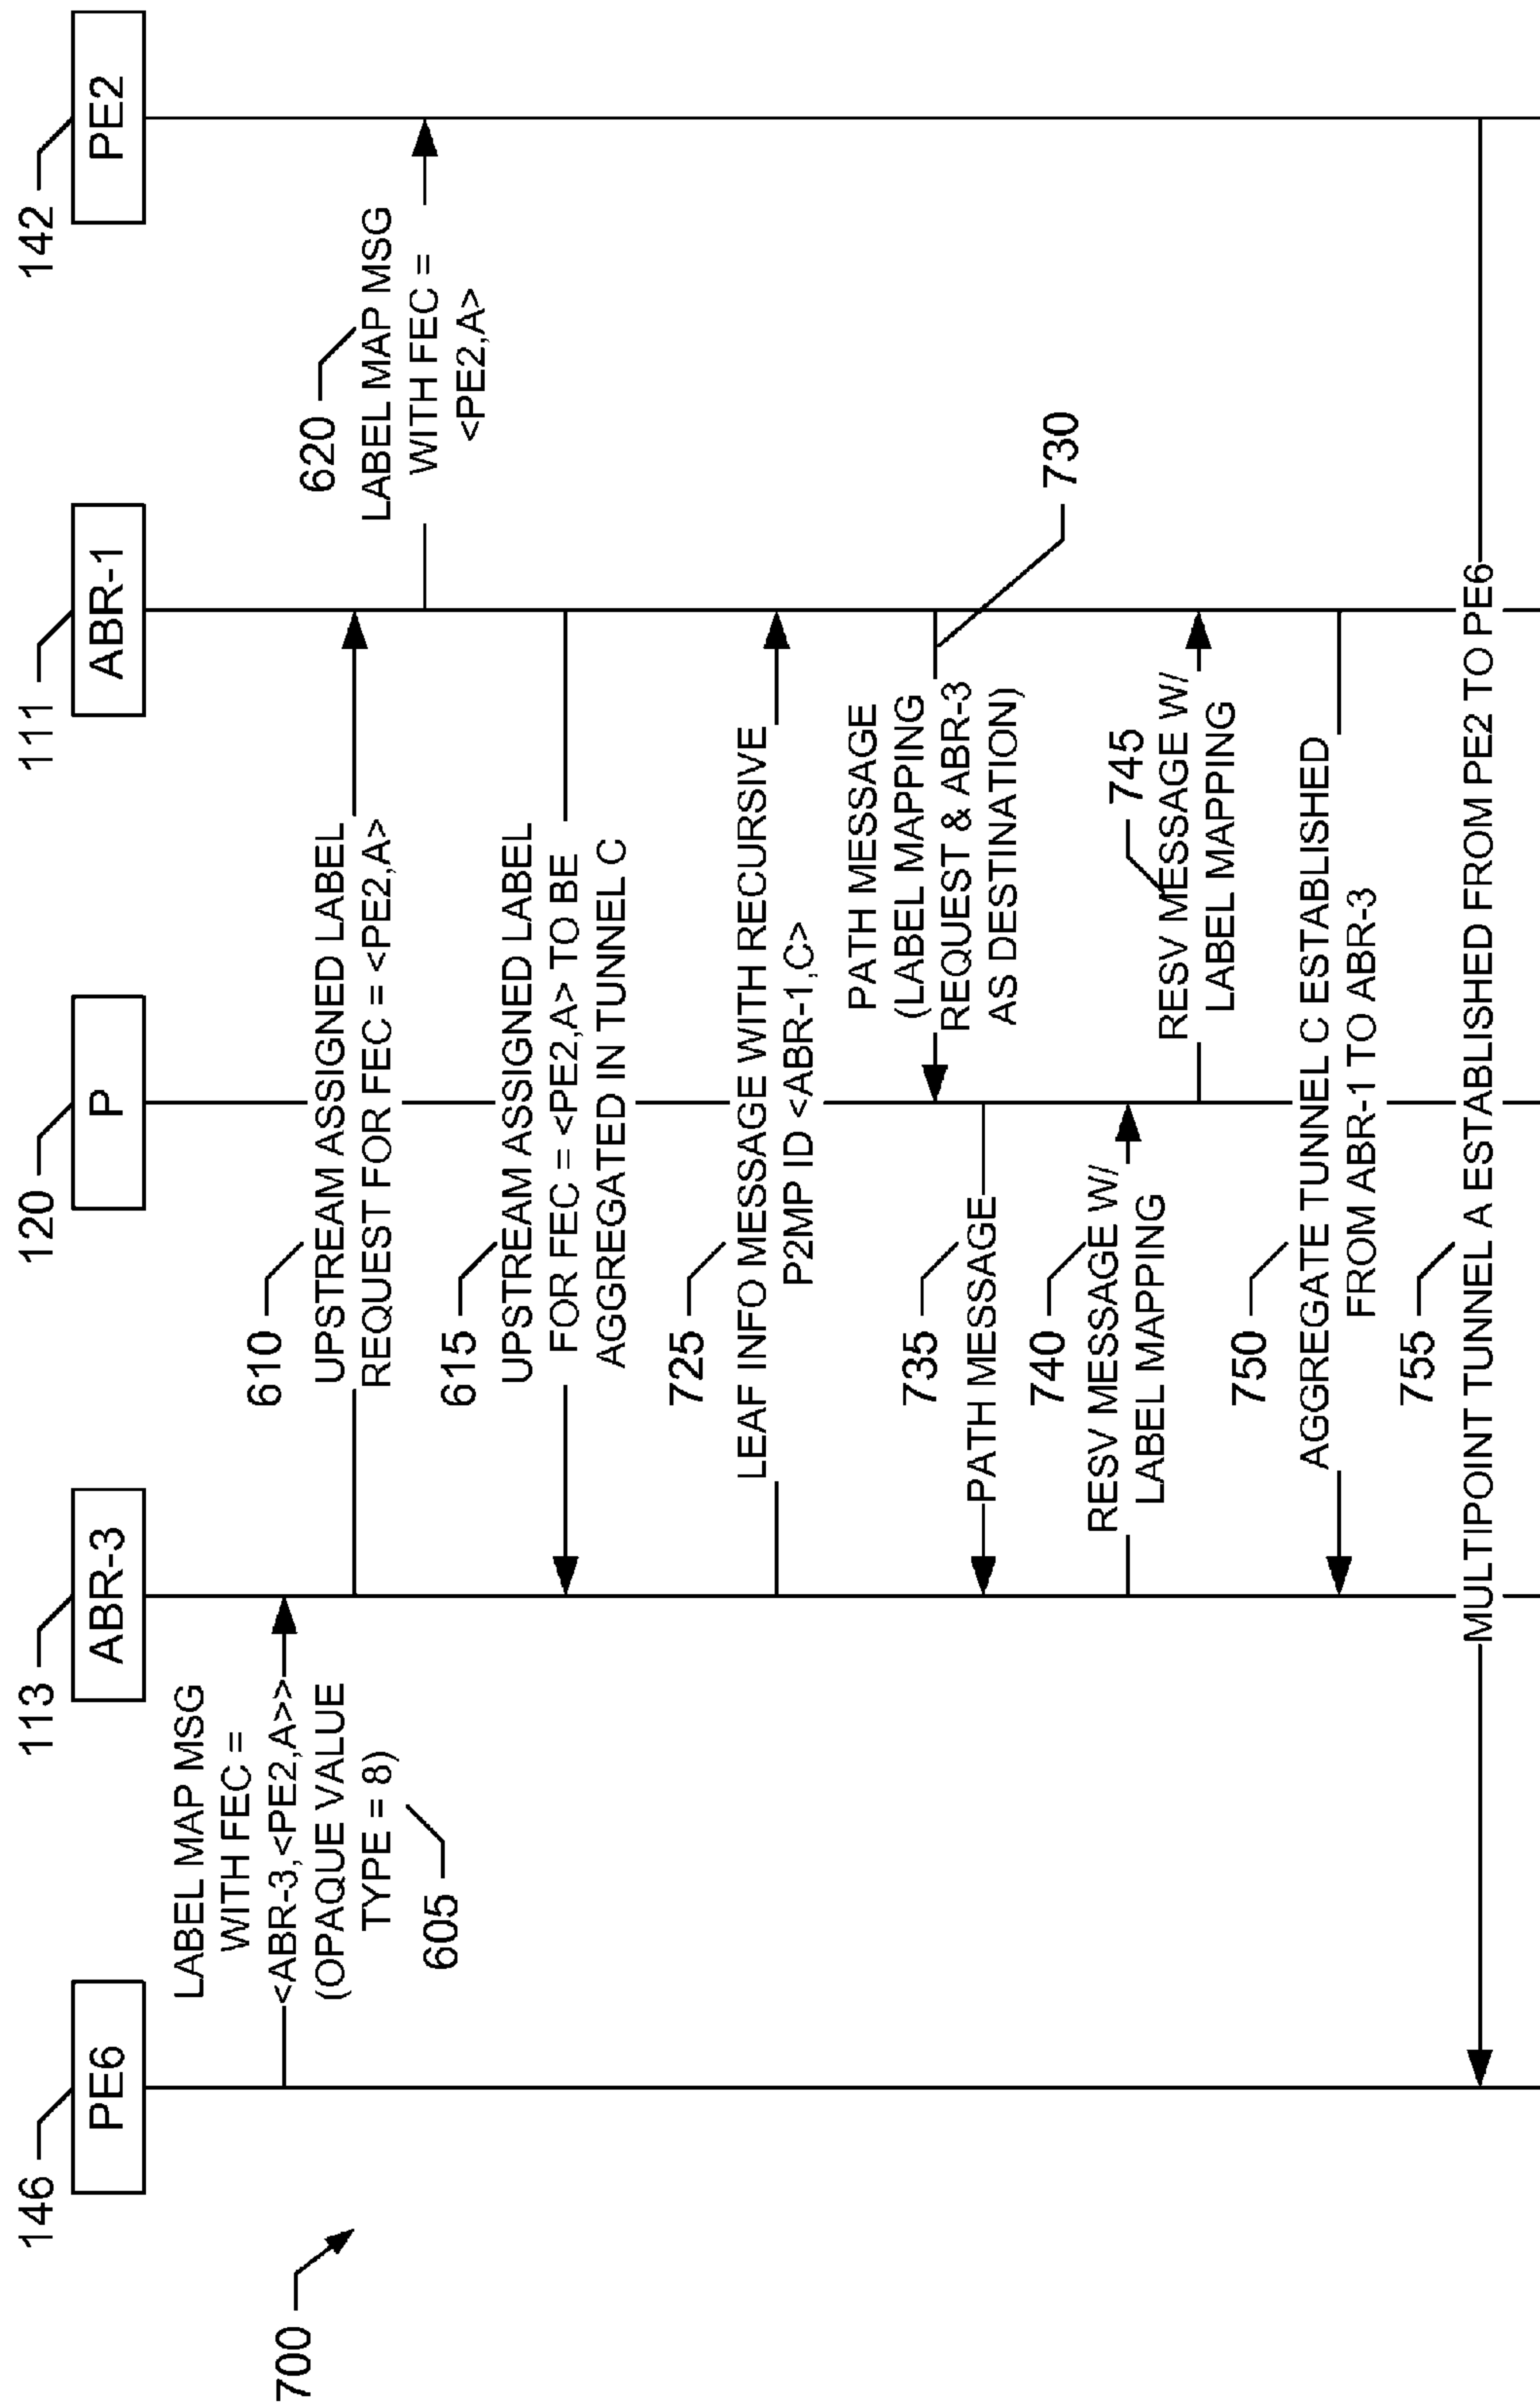 146
PE6
113
ABR-3
120
P
111
ABR-1
142
PE2
700
LABEL MAP MSG
WITH FEC =
<ABR-3,<PE2,A>>
(OPAQUE VALUE
TYPE = 8)
605
610
UPSTREAM ASSIGNED LABEL
REQUEST FOR FEC = <PE2,A>
620
LABEL MAP MSG
WITH FEC =
<PE2,A>
615
UPSTREAM ASSIGNED LABEL
FOR FEC = <PE2,A> TO BE
AGGREGATED IN TUNNEL C
725
LEAF INFO MESSAGE WITH RECURSIVE
P2MP ID <ABR-1,C>
PATH MESSAGE
(LABEL MAPPING
REQUEST & ABR-3
AS DESTINATION)
730
735
PATH MESSAGE
740
RESV MESSAGE W/
LABEL MAPPING
745
RESV MESSAGE W/
LABEL MAPPING
750
AGGREGATE TUNNEL C ESTABLISHED
FROM ABR-1 TO ABR-3
755
MULTIPOINT TUNNEL A ESTABLISHED FROM PE2 TO PE6